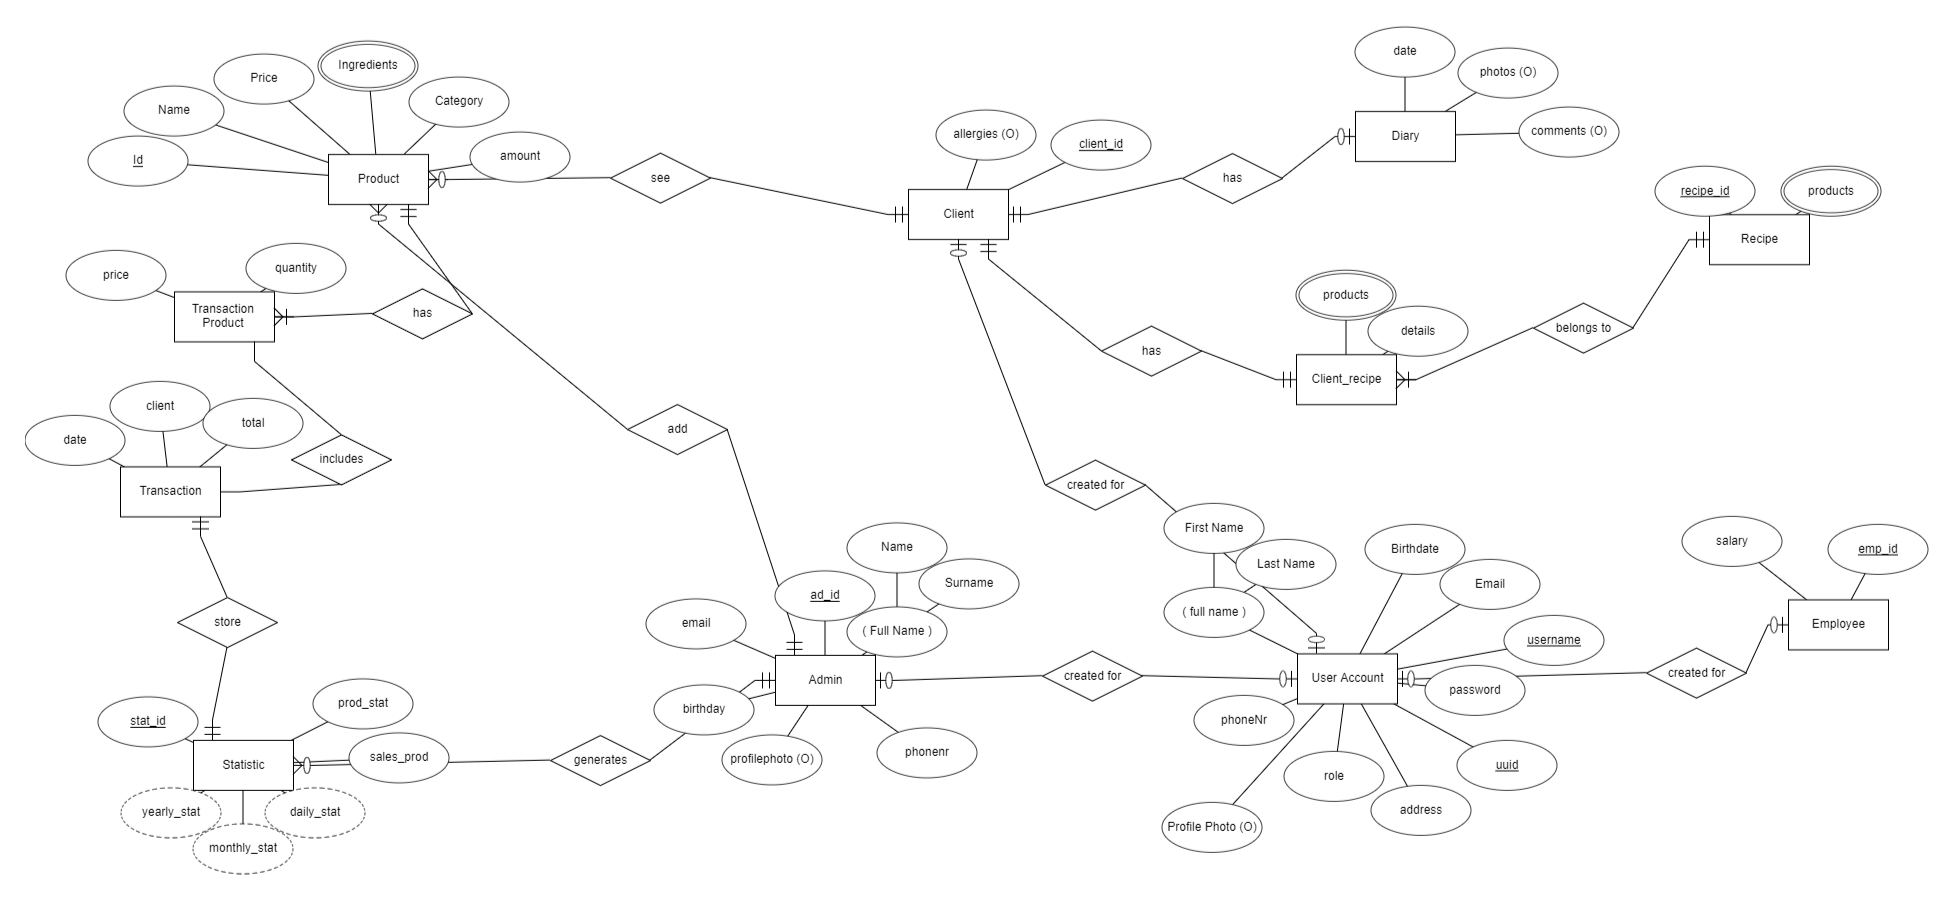 date
Ingredients
photos (O)
Price
Category
Name
comments (O)
allergies (O)
Diary
client_id
Id
amount
Product
see
has
recipe_id
products
Client
Recipe
quantity
price
products
Transaction
Product
has
details
belongs to
has
Client_recipe
client
total
add
date
includes
created for
Transaction
First Name
Name
Birthdate
salary
emp_id
Last Name
Surname
Email
ad_id
( full name )
store
email
( Full Name )
Employee
username
Admin
created for
User Account
created for
password
prod_stat
birthday
stat_id
phoneNr
sales_prod
phonenr
Statistic
generates
profilephoto (O)
uuid
role
yearly_stat
daily_stat
address
Profile Photo (O)
monthly_stat